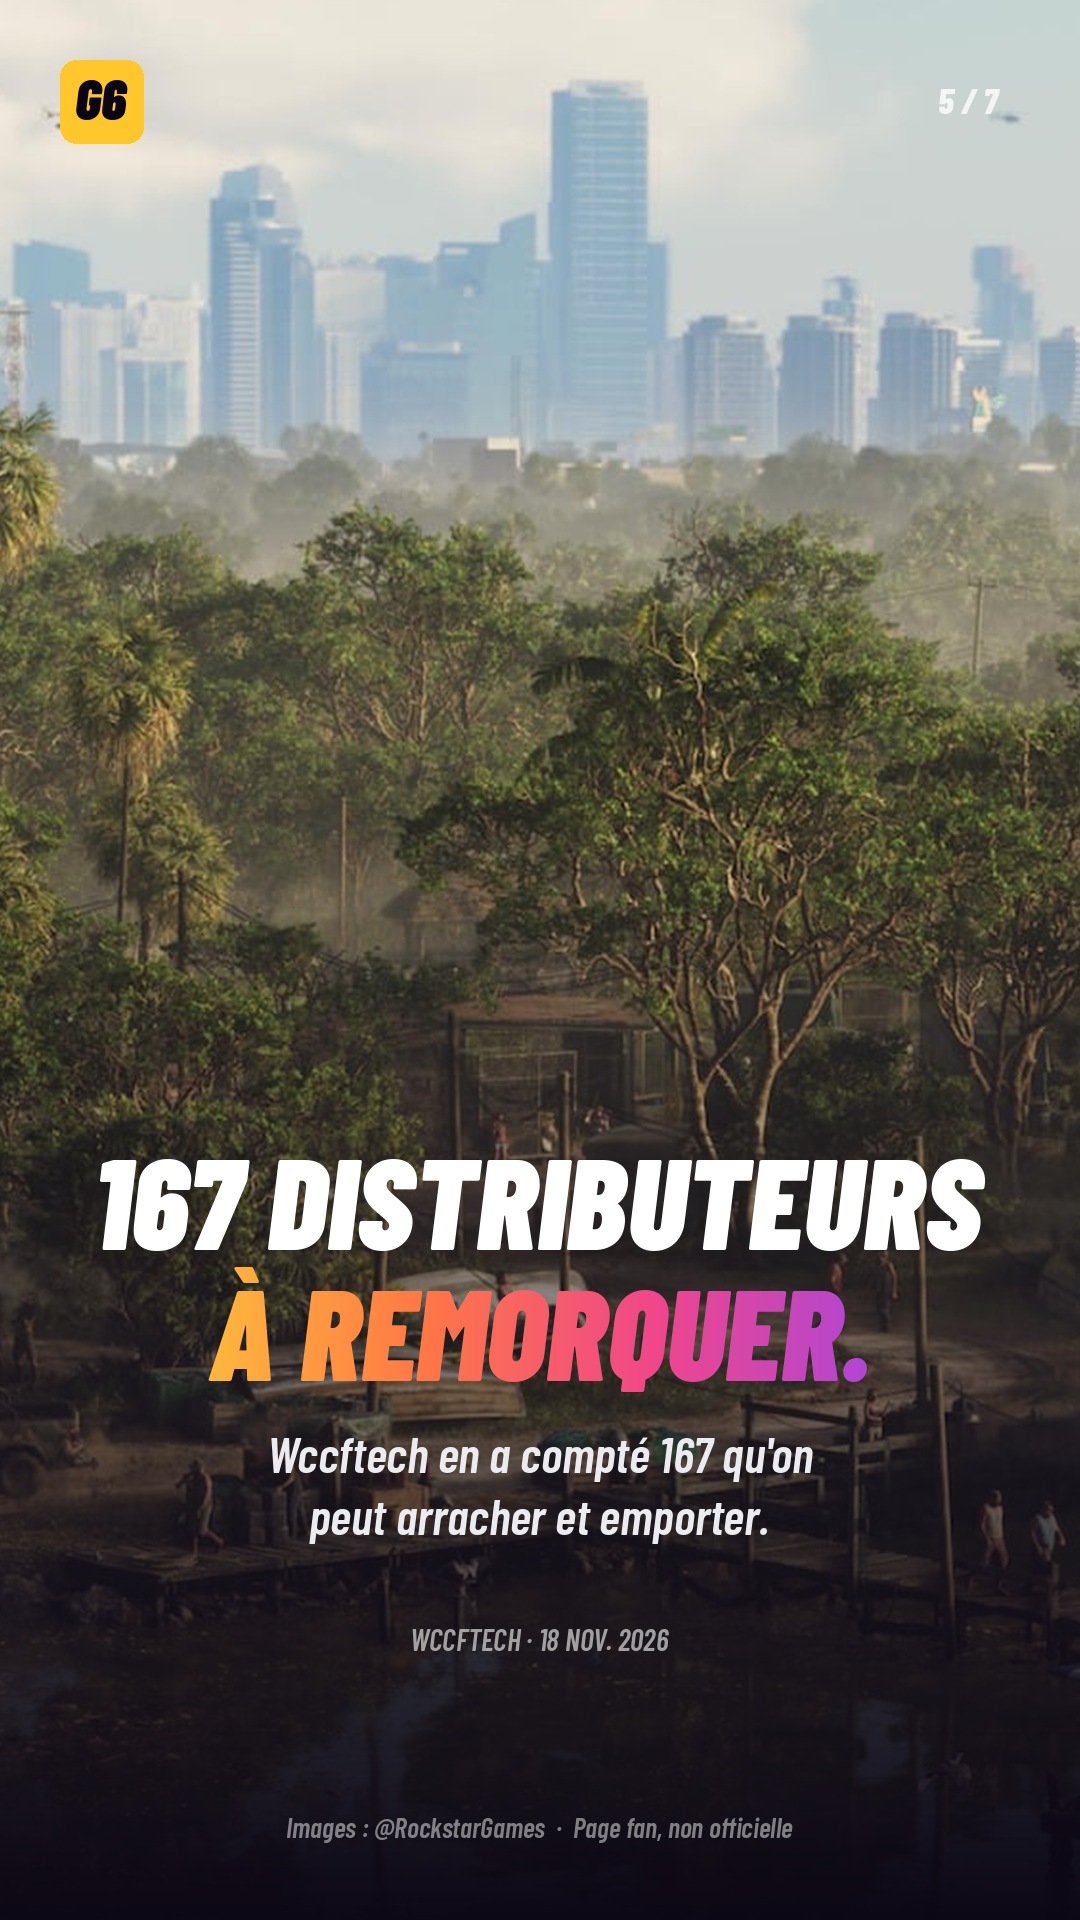 G6
5 / 7
167 DISTRIBUTEURS
À REMORQUER.
Wccftech en a compté 167 qu'on
peut arracher et emporter.
WCCFTECH · 18 NOV. 2026
Images : @RockstarGames · Page fan, non officielle